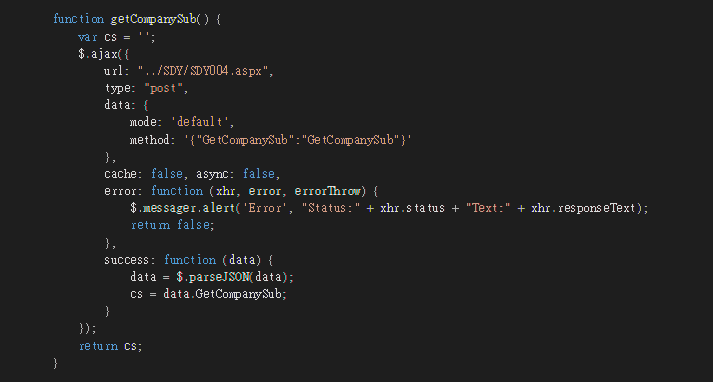 function getCompanySub() {
    var cs = '';
    $.ajax({
        url: "../SDY/SDY004.aspx",
        type: "post",
        data: {
            mode: 'default',
            method: '{"GetCompanySub":"GetCompanySub"}'
        },
        cache: false, async: false,
        error: function (xhr, error, errorThrow) {
            $.messager.alert('Error', "Status:" + xhr.status + "Text:" + xhr.responseText);
            return false;
        },
        success: function (data) {
            data = $.parseJSON(data);
            cs = data.GetCompanySub;
        }
    });
    return cs;
}